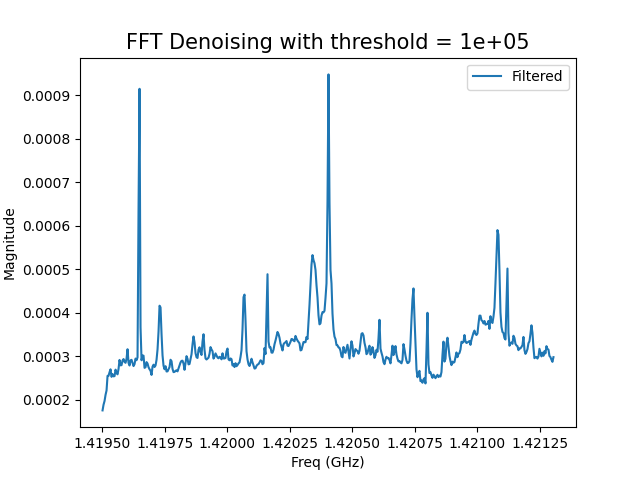 FFT Denoising with threshold = 1e+05
Filtered
Magnitude
0.0009
0.0008
0.0007
0.0006
0.0005
0.0004
0.0003
0.0002
1.41950 1.41975 1.42000 1.42025 1.42050 1.42075 1.42100 1.42125
Freq (GHz)